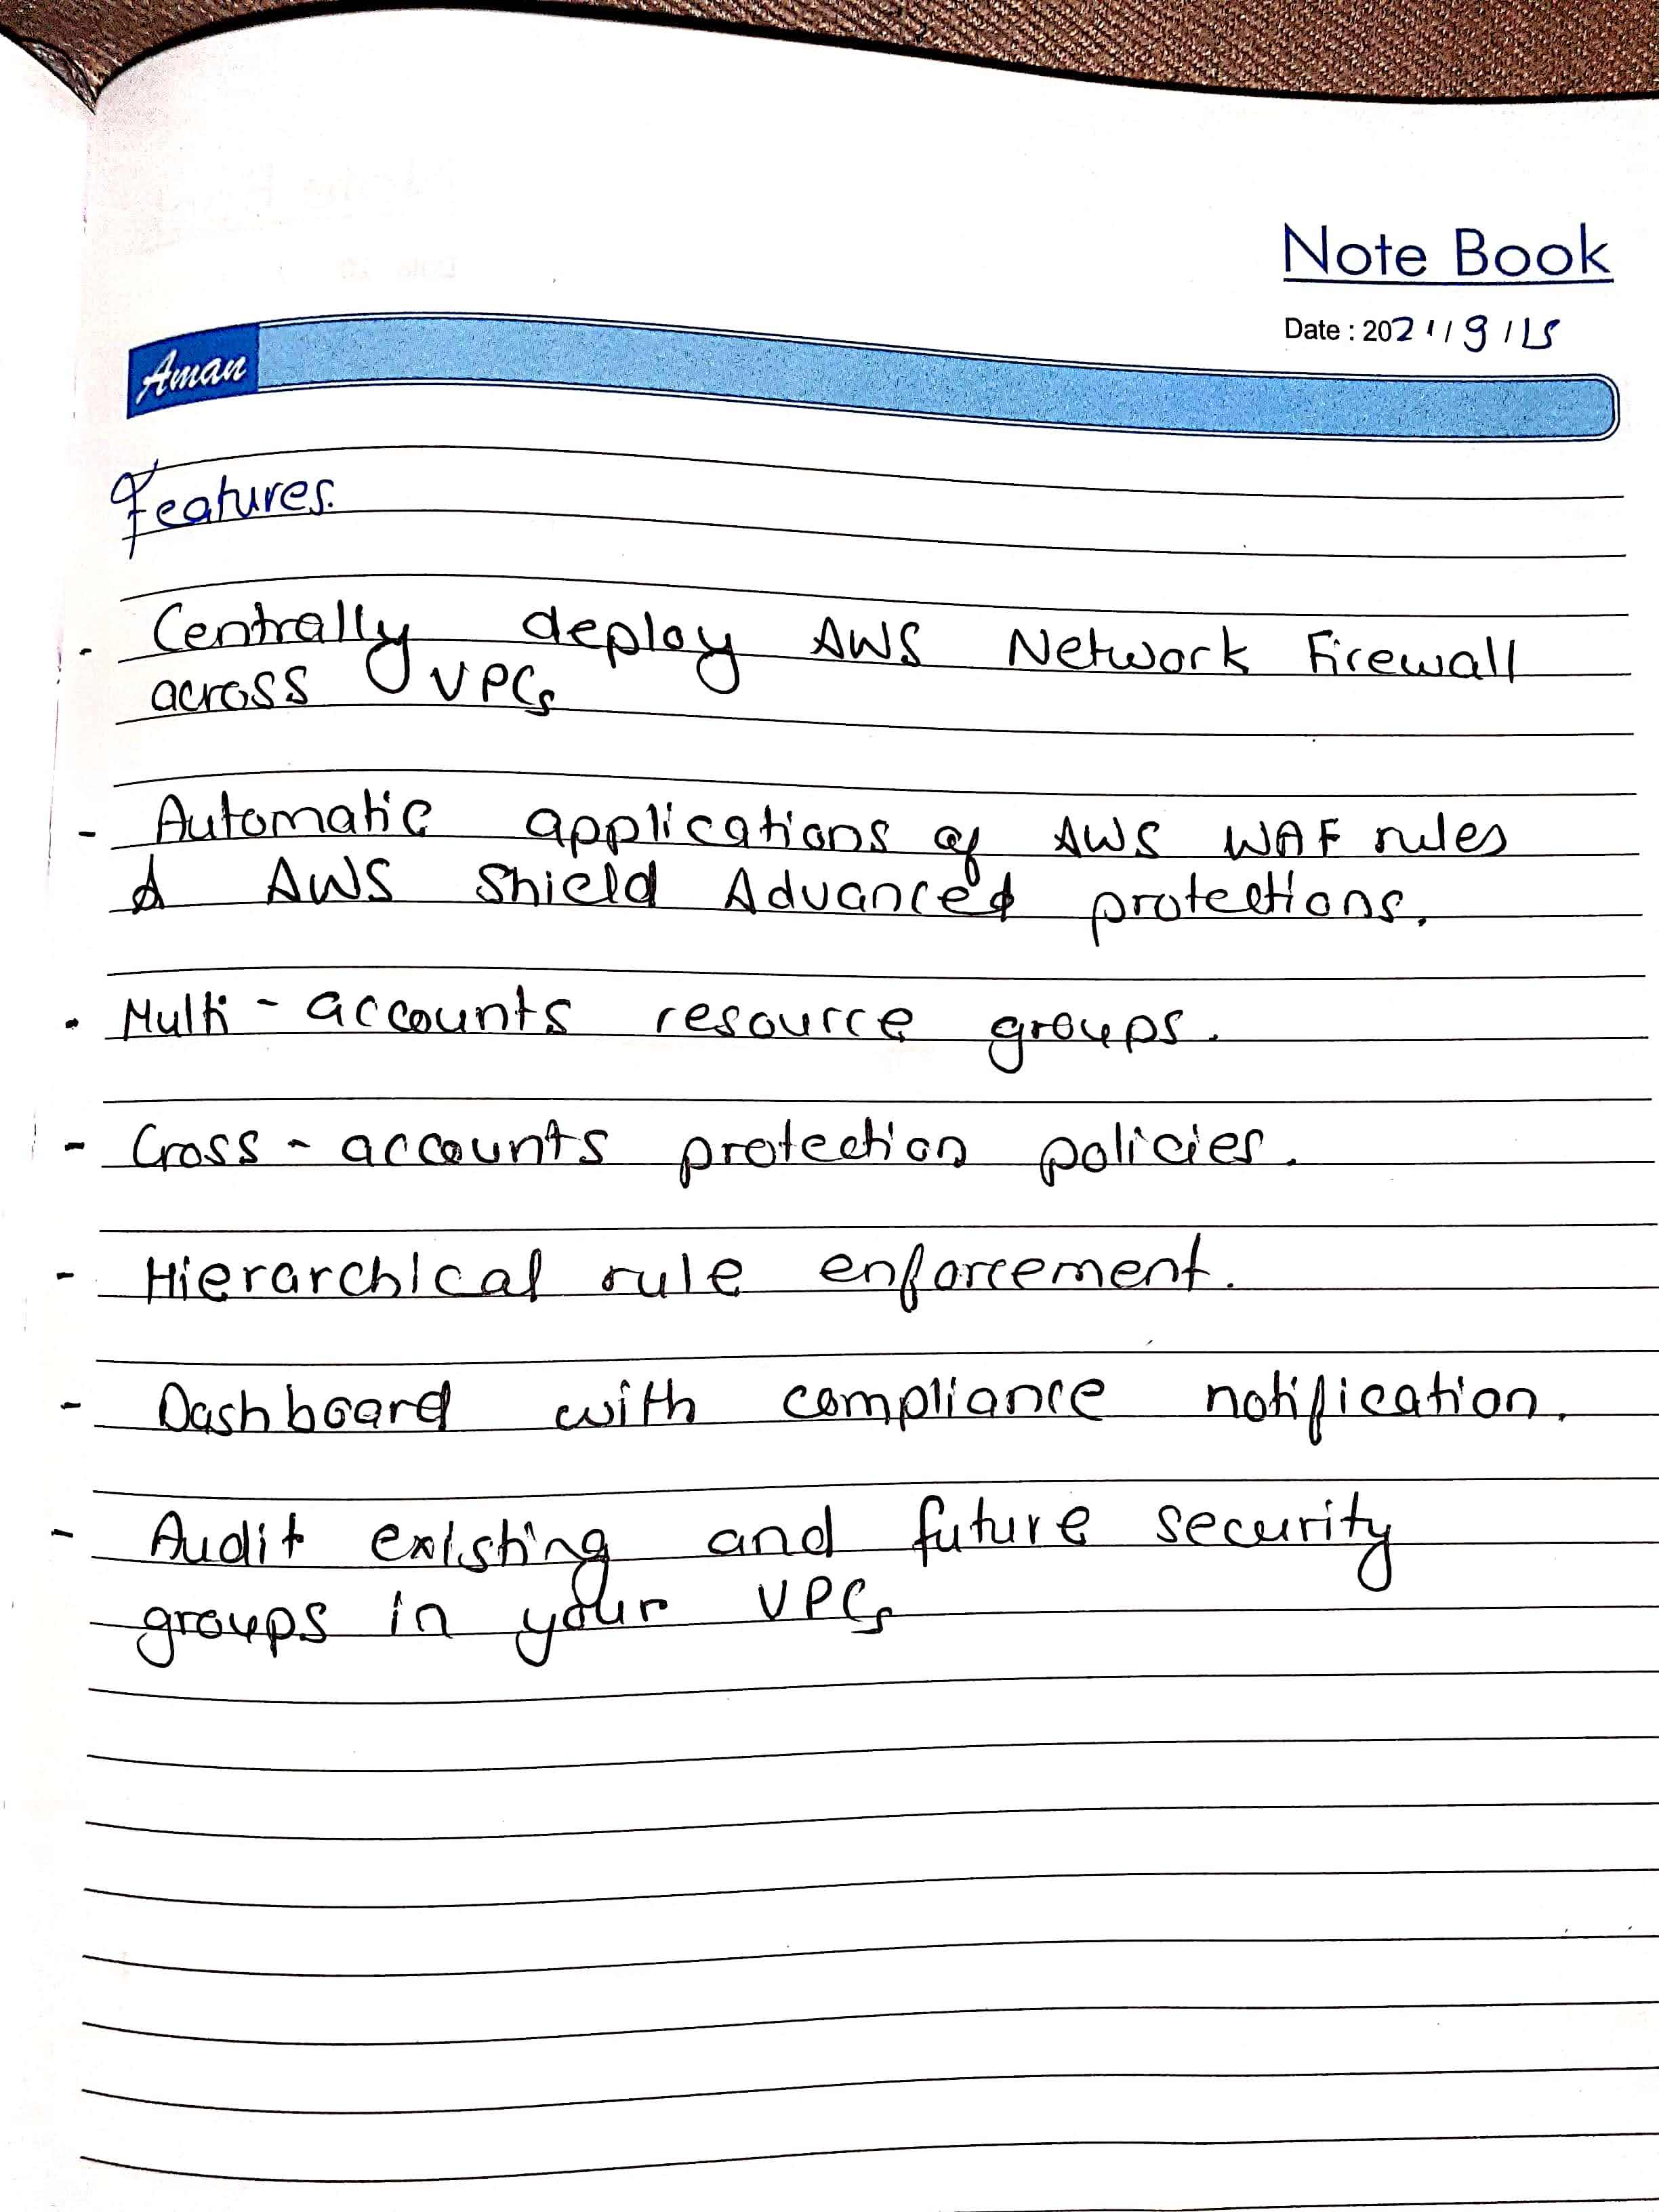 Note Book
Date : 2021/9/15
Aman
Features.
- Centrally deploy AWS Network Firewall
across VPCs
- Automatic applications of AWS WAF rules
& AWS Shield Advanced protections.
- Multi - accounts resource groups.
- Cross - accounts protection policies.
- Hierarchical rule enforcement.
- Dashboard with compliance notification.
- Audit existing and future security
groups in your VPCs